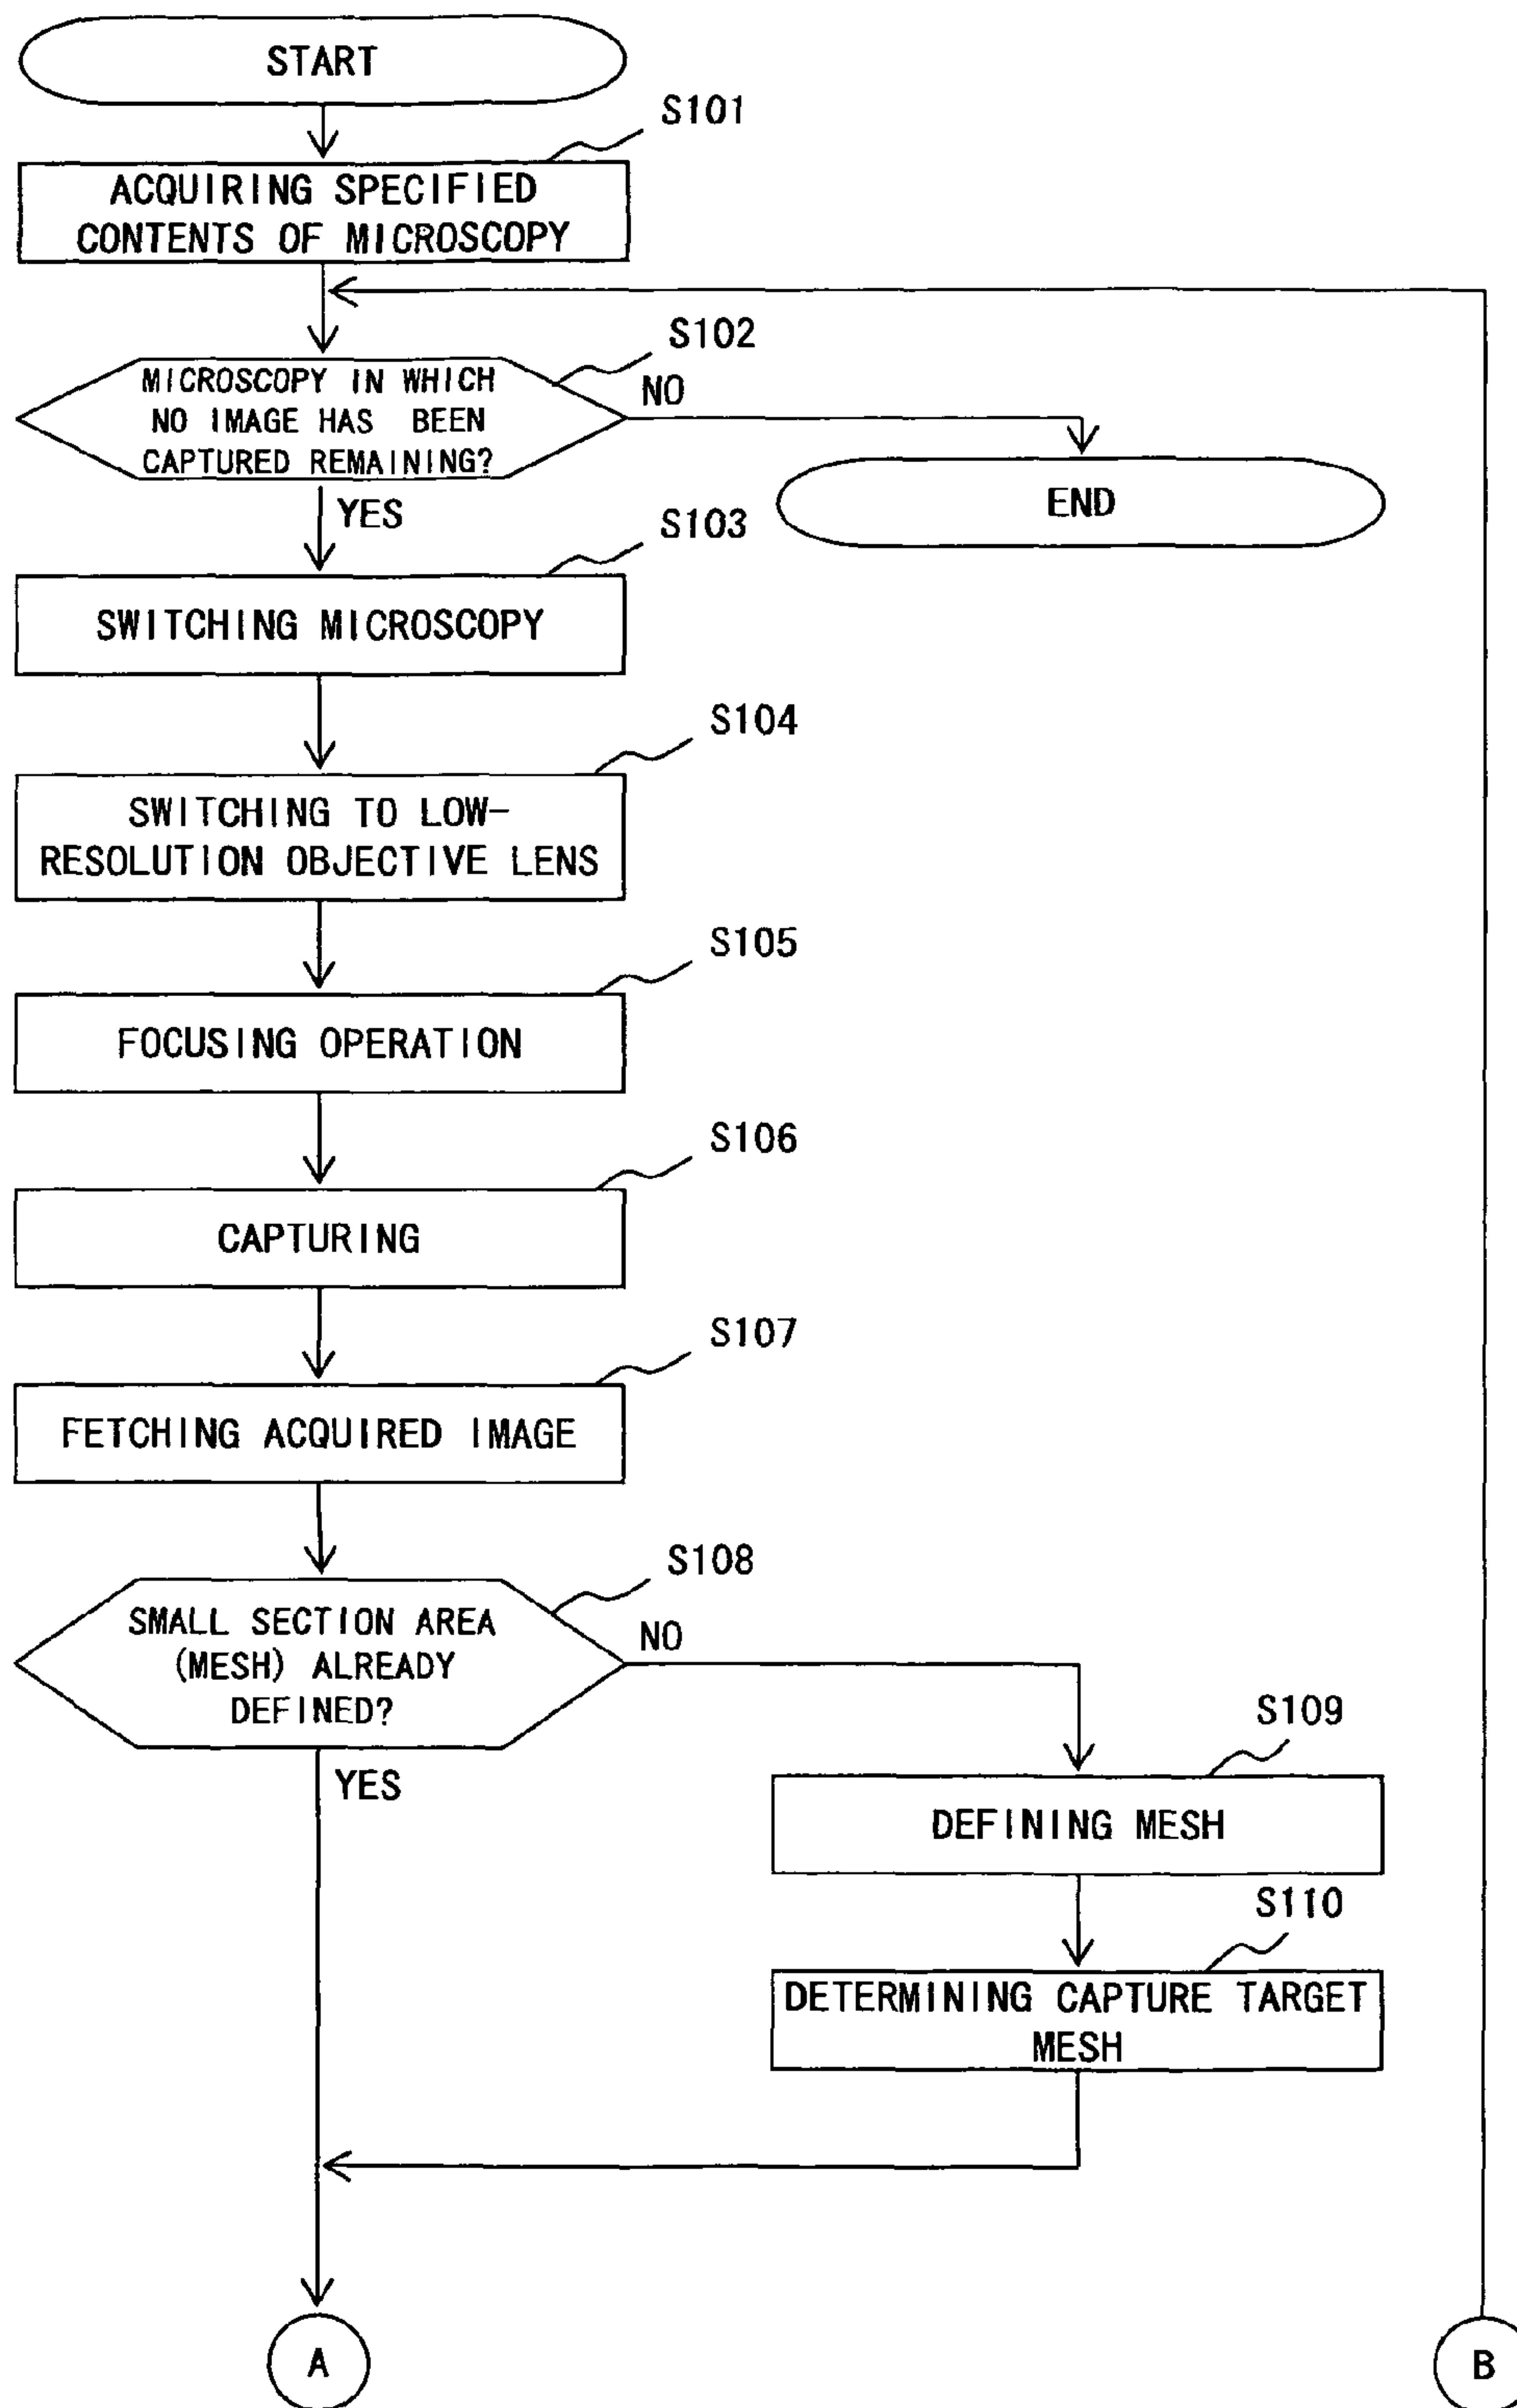 START
S101
ACQUIRING SPECIFIED
CONTENTS OF MICROSCOPY
S102
MICROSCOPY IN WHICH
NO IMAGE HAS BEEN
CAPTURED REMAINING?
NO
END
YES
S103
SWITCHING MICROSCOPY
S104
SWITCHING TO LOW-
RESOLUTION OBJECTIVE LENS
S105
FOCUSING OPERATION
S106
CAPTURING
S107
FETCHING ACQUIRED IMAGE
S108
SMALL SECTION AREA
(MESH) ALREADY
DEFINED?
NO
YES
S109
DEFINING MESH
S110
DETERMINING CAPTURE TARGET
MESH
A
B